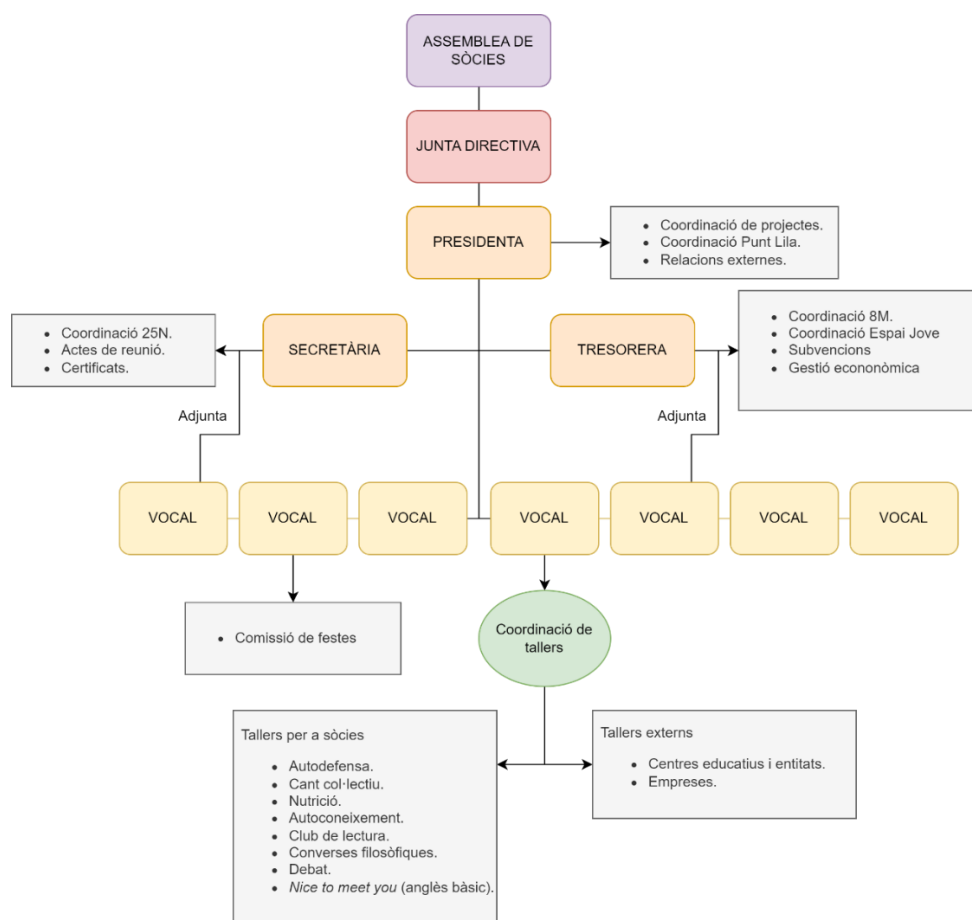 ASSEMBLEA DE
SÒCIES
JUNTA DIRECTIVA
PRESIDENTA
• Coordinació de projectes.
• Coordinació Punt Lila.
• Relacions externes.
• Coordinació 25N.
• Actes de reunió.
• Certificats.
SECRETÀRIA
TRESORERA
• Coordinació 8M.
• Coordinació Espai Jove
• Subvencions
• Gestió econonòmica
Adjunta
Adjunta
VOCAL
VOCAL
VOCAL
VOCAL
VOCAL
VOCAL
VOCAL
• Comissió de festes
Coordinació de
tallers
Tallers per a sòcies
• Autodefensa.
• Cant col·lectiu.
• Nutrició.
• Autoconeixement.
• Club de lectura.
• Converses filosòfiques.
• Debat.
• Nice to meet you (anglès bàsic).
Tallers externs
• Centres educatius i entitats.
• Empreses.